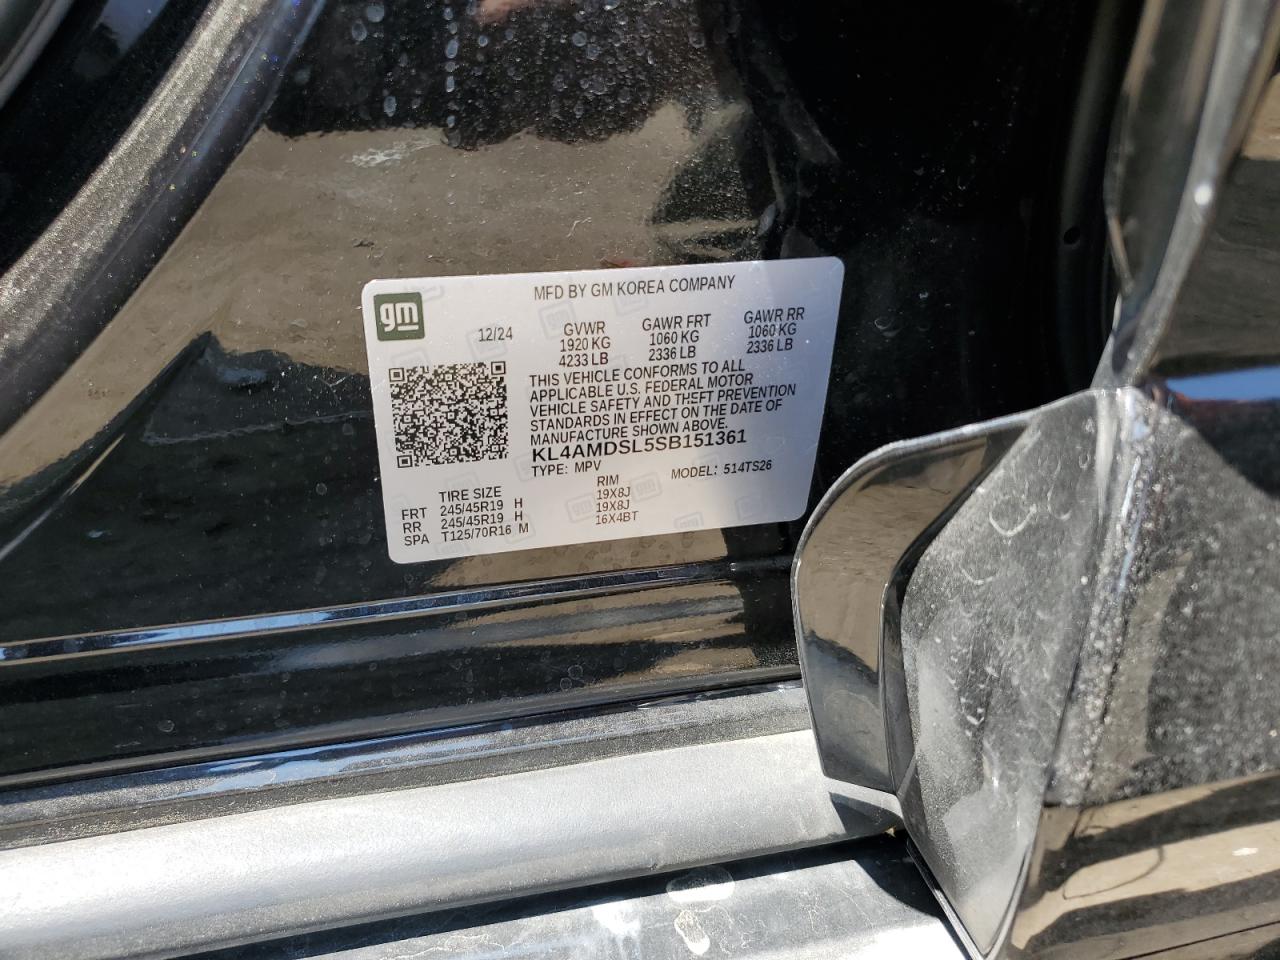 gm
MFD BY GM KOREA COMPANY
12/24
GVWR
1920 KG
4233 LB
GAWR FRT
1060 KG
2336 LB
GAWR RR
1060 KG
2336 LB
THIS VEHICLE CONFORMS TO ALL
APPLICABLE U.S. FEDERAL MOTOR
VEHICLE SAFETY AND THEFT PREVENTION
STANDARDS IN EFFECT ON THE DATE OF
MANUFACTURE SHOWN ABOVE.
KL4AMDSL5SB151361
TYPE: MPV MODEL: 514TS26
TIRE SIZE RIM
FRT 245/45R19 H 19X8J
RR 245/45R19 H 19X8J
SPA T125/70R16 M 16X4BT